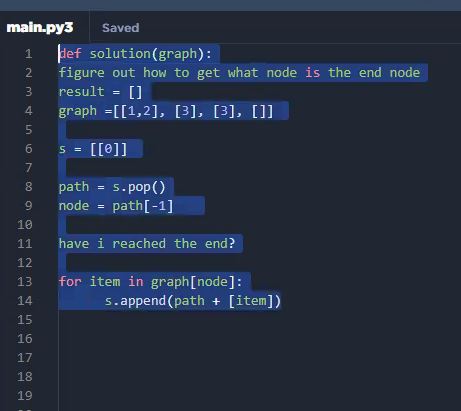 main.py3 Saved
1 def solution(graph):
2 figure out how to get what node is the end node
3 result = []
4 graph =[[1,2], [3], [3], []]
5
6 s = [[0]]
7
8 path = s.pop()
9 node = path[-1]
10
11 have i reached the end?
12
13 for item in graph[node]:
14 s.append(path + [item])
15
16
17
18
19